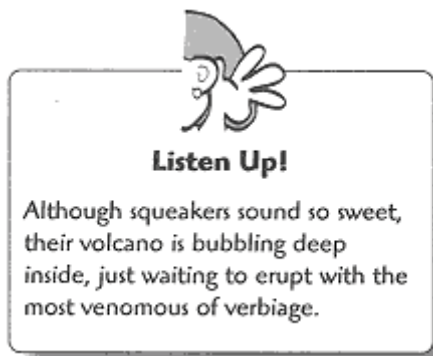 Listen Up!
Although squeakers sound so sweet,
their volcano is bubbling deep
inside, just waiting to erupt with the
most venomous of verbiage.